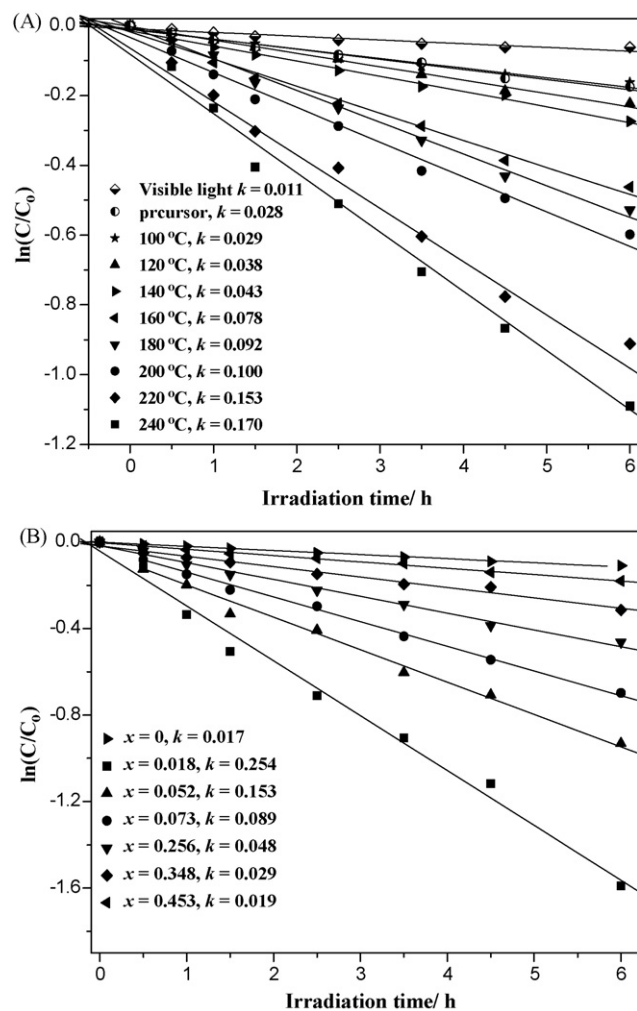 (A)
0.0
-0.2
-0.4
-0.6
-0.8
-1.0
-1.2
ln(C/C₀)
Visible light k = 0.011
prcursor, k = 0.028
100 °C, k = 0.029
120 °C, k = 0.038
140 °C, k = 0.043
160 °C, k = 0.078
180 °C, k = 0.092
200 °C, k = 0.100
220 °C, k = 0.153
240 °C, k = 0.170
0 1 2 3 4 5 6
Irradiation time/ h
(B)
0.0
-0.4
-0.8
-1.2
-1.6
ln(C/C₀)
x = 0, k = 0.017
x = 0.018, k = 0.254
x = 0.052, k = 0.153
x = 0.073, k = 0.089
x = 0.256, k = 0.048
x = 0.348, k = 0.029
x = 0.453, k = 0.019
0 1 2 3 4 5 6
Irradiation time/ h